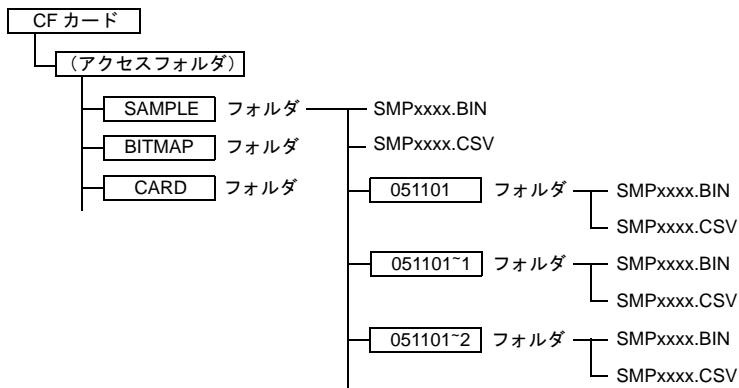 CF カード
（アクセスフォルダ）
SAMPLE フォルダ SMPxxxx.BIN
BITMAP フォルダ SMPxxxx.CSV
CARD フォルダ
051101 フォルダ SMPxxxx.BIN
SMPxxxx.CSV
051101~1 フォルダ SMPxxxx.BIN
SMPxxxx.CSV
051101~2 フォルダ SMPxxxx.BIN
SMPxxxx.CSV